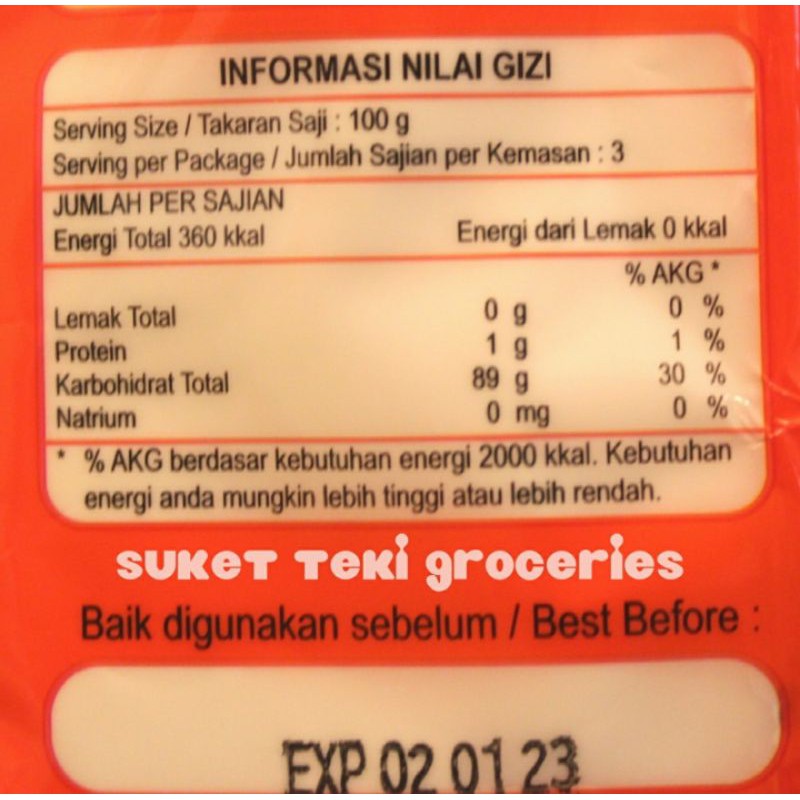 INFORMASI NILAI GIZI
Serving Size / Takaran Saji : 100 g
Serving per Package / Jumlah Sajian per Kemasan : 3
JUMLAH PER SAJIAN
Energi Total 360 kkal Energi dari Lemak 0 kkal
% AKG *
Lemak Total 0 g 0 %
Protein 1 g 1 %
Karbohidrat Total 89 g 30 %
Natrium 0 mg 0 %
* % AKG berdasar kebutuhan energi 2000 kkal. Kebutuhan
energi anda mungkin lebih tinggi atau lebih rendah.
SUKET TEKI groceries
Baik digunakan sebelum / Best Before :
EXP 02 01 23